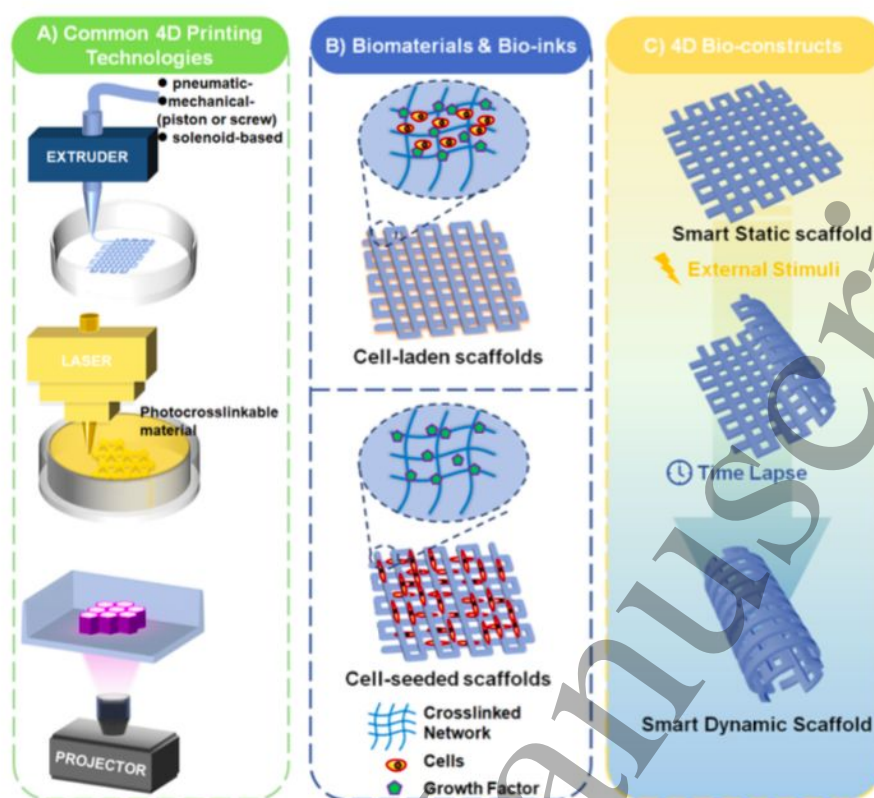 A) Common 4D Printing
Technologies
● pneumatic-
● mechanical-
(piston or screw)
● solenoid-based
EXTRUDER
LASER
Photocrosslinkable
material
PROJECTOR
B) Biomaterials & Bio-inks
Cell-laden scaffolds
Cell-seeded scaffolds
Crosslinked
Network
Cells
Growth Factor
C) 4D Bio-constructs
Smart Static scaffold
External Stimuli
Time Lapse
Smart Dynamic Scaffold